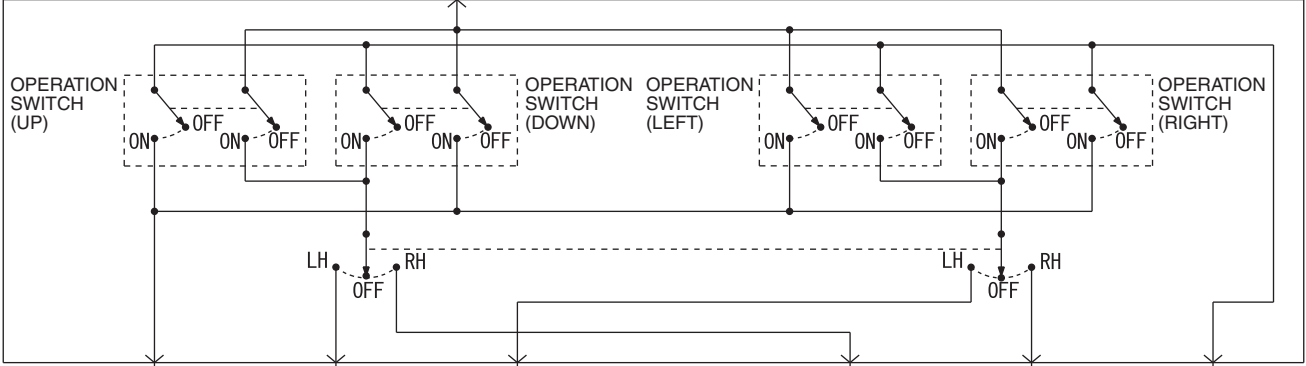 OPERATION
SWITCH
(UP)
OFF
ON
ON
OFF
OFF
ON
ON
OFF
OPERATION
SWITCH
(DOWN)
OPERATION
SWITCH
(LEFT)
OFF
ON
ON
OFF
OFF
ON
ON
OFF
OPERATION
SWITCH
(RIGHT)
LH
RH
OFF
LH
RH
OFF